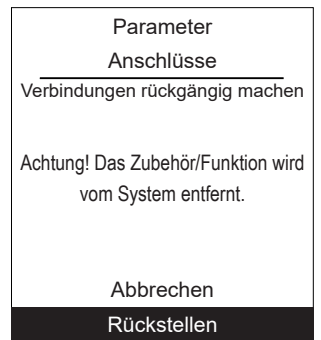 Parameter
Anschlüsse
Verbindungen rückgängig machen
Achtung! Das Zubehör/Funktion wird
vom System entfernt.
Abbrechen
Rückstellen